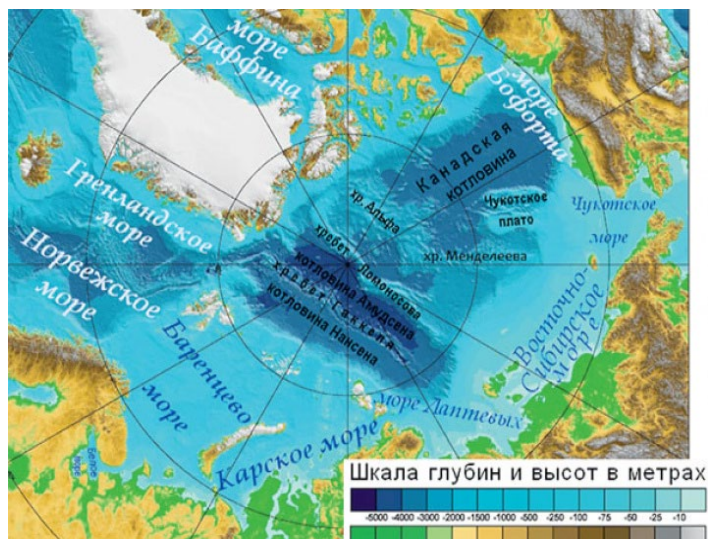 море
Баффина
море
Бофорта
Канадская
котловина
Гренландское
море
хр. Альфа
Чукотское
плато
Чукотское
море
Норвежское
море
хребет Ломоносова
хр. Менделеева
котловина Амундсена
хребет Гаккеля
котловина Нансена
Восточно-
Сибирское
море
Баренцево
море
море Лаптевых
Карское море
Белое
море
Шкала глубин и высот в метрах
-5000 -4000 -3000 -2000 -1500 -1000 -500 -250 -100 -75 -50 -25 -10